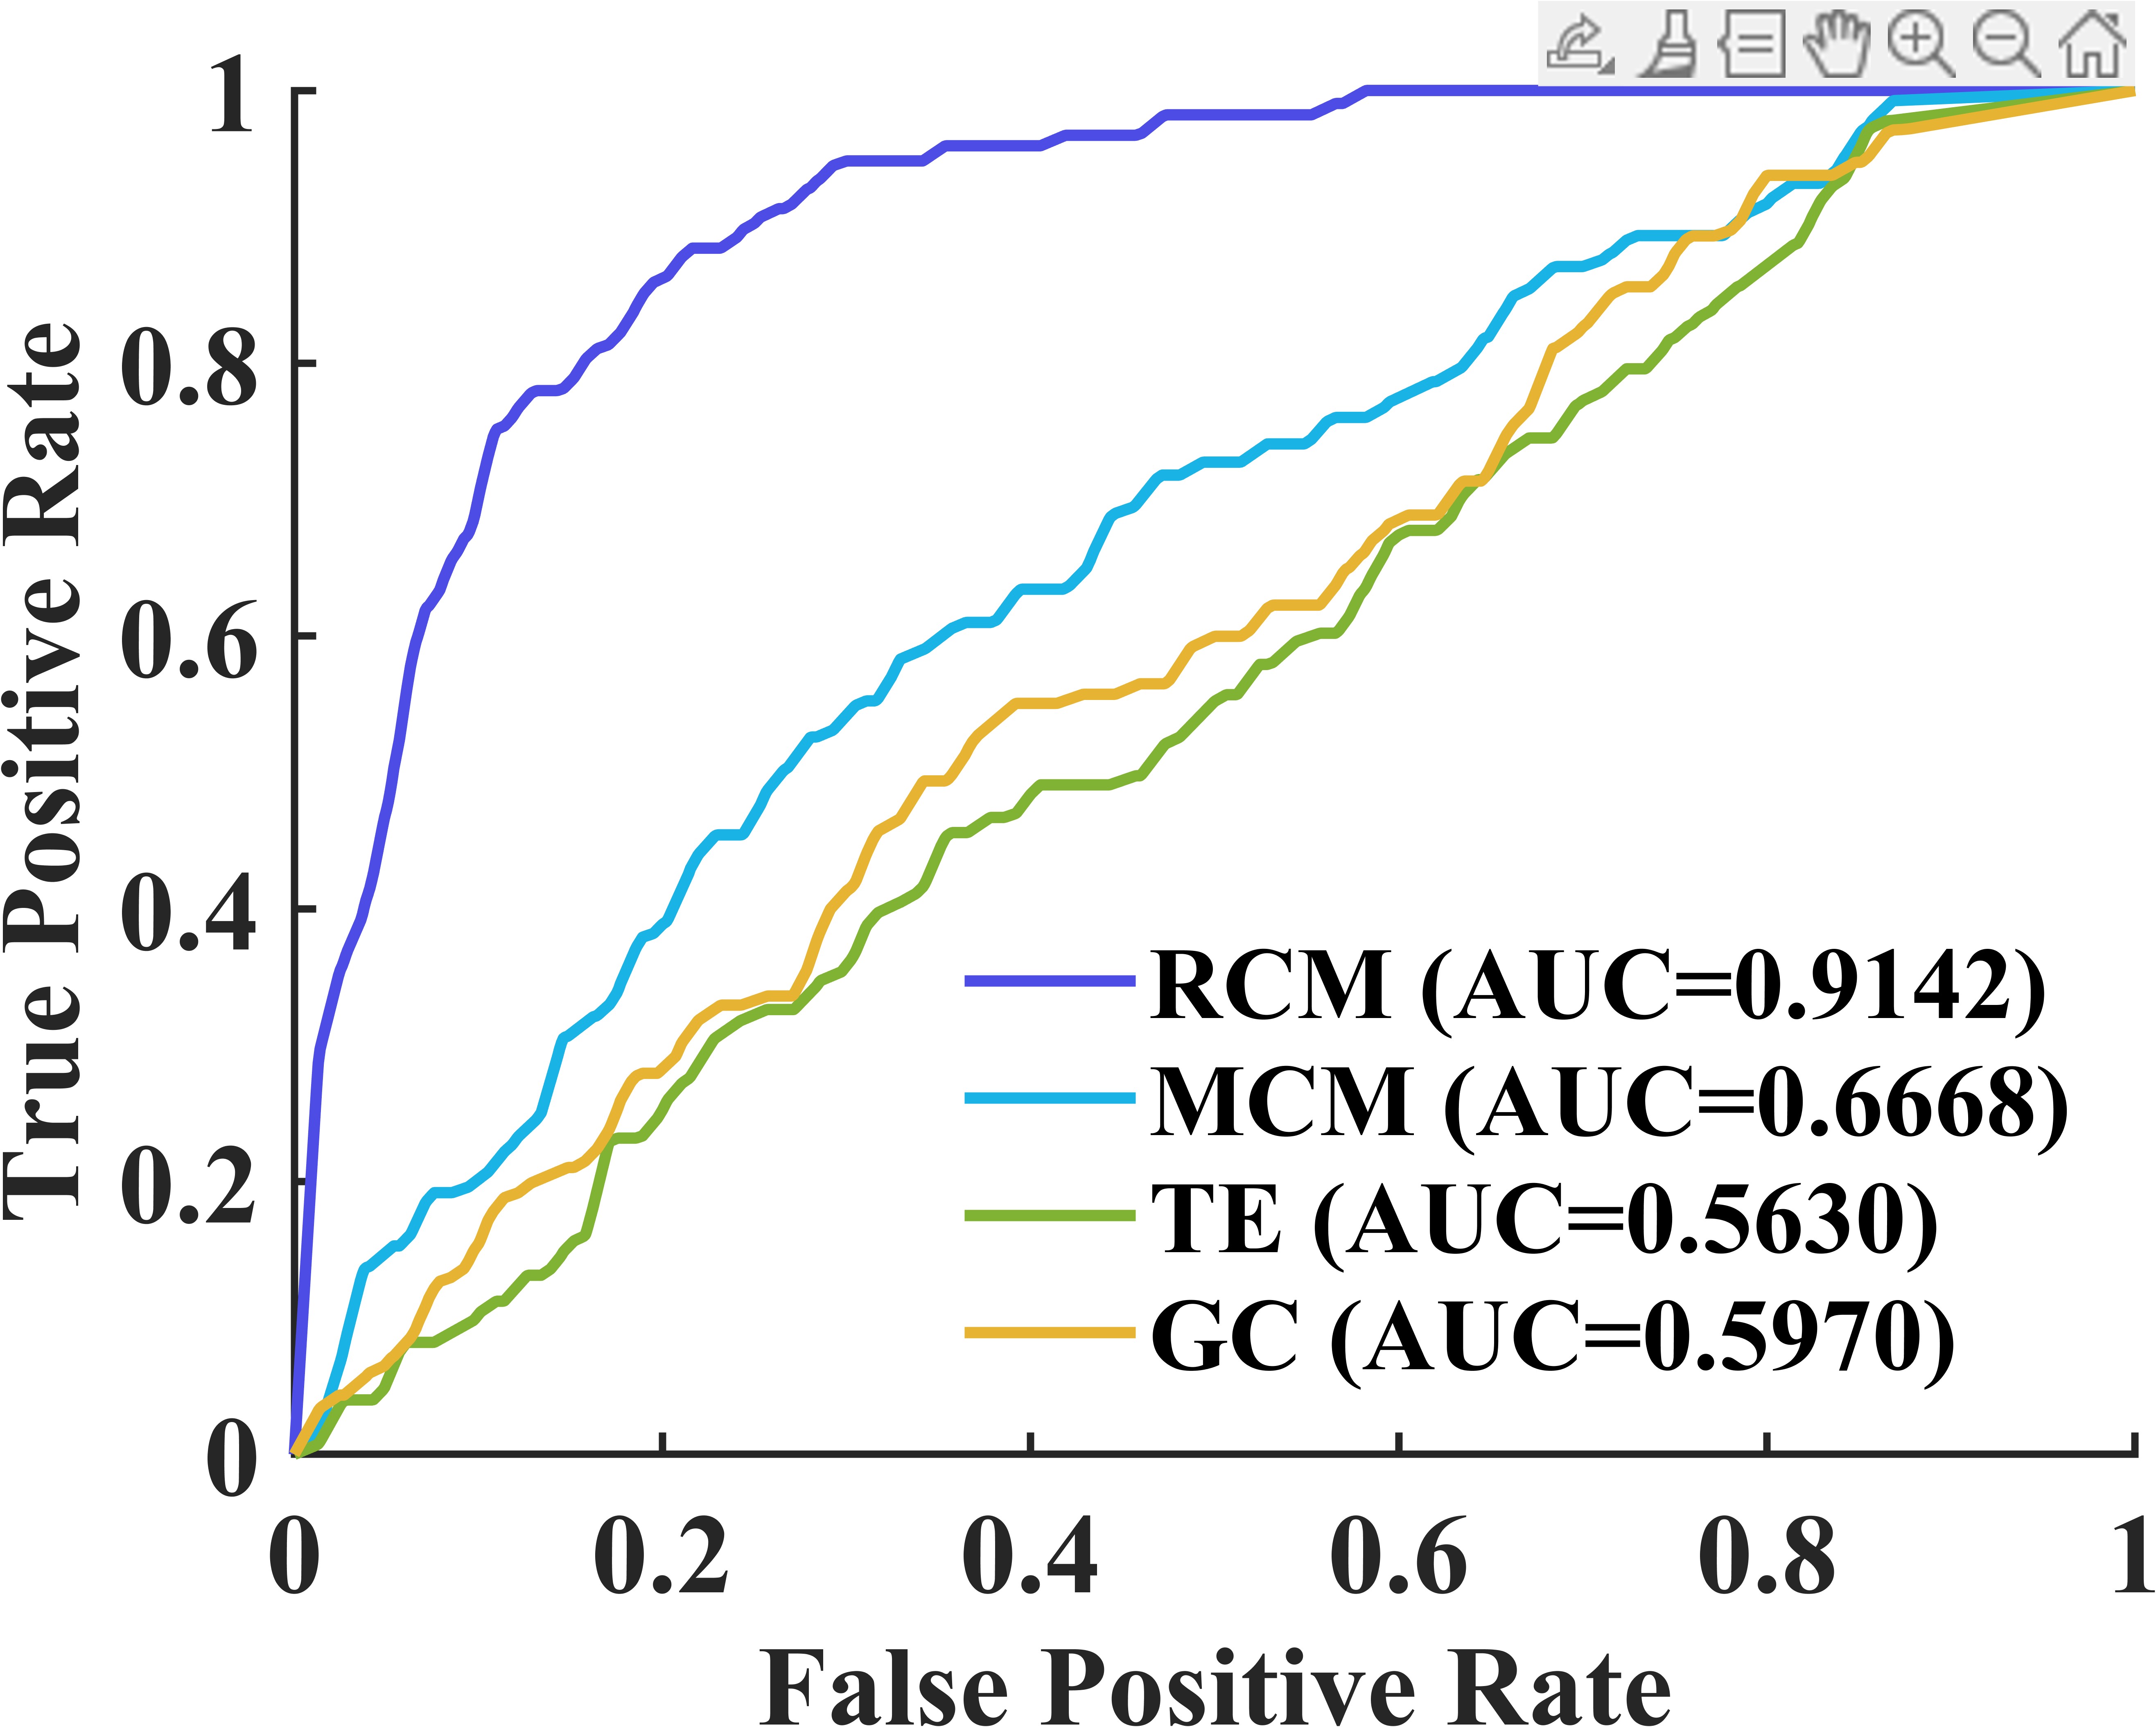 True Positive Rate
1
0.8
0.6
0.4
0.2
0
RCM (AUC=0.9142)
MCM (AUC=0.6668)
TE (AUC=0.5630)
GC (AUC=0.5970)
0 0.2 0.4 0.6 0.8 1
False Positive Rate